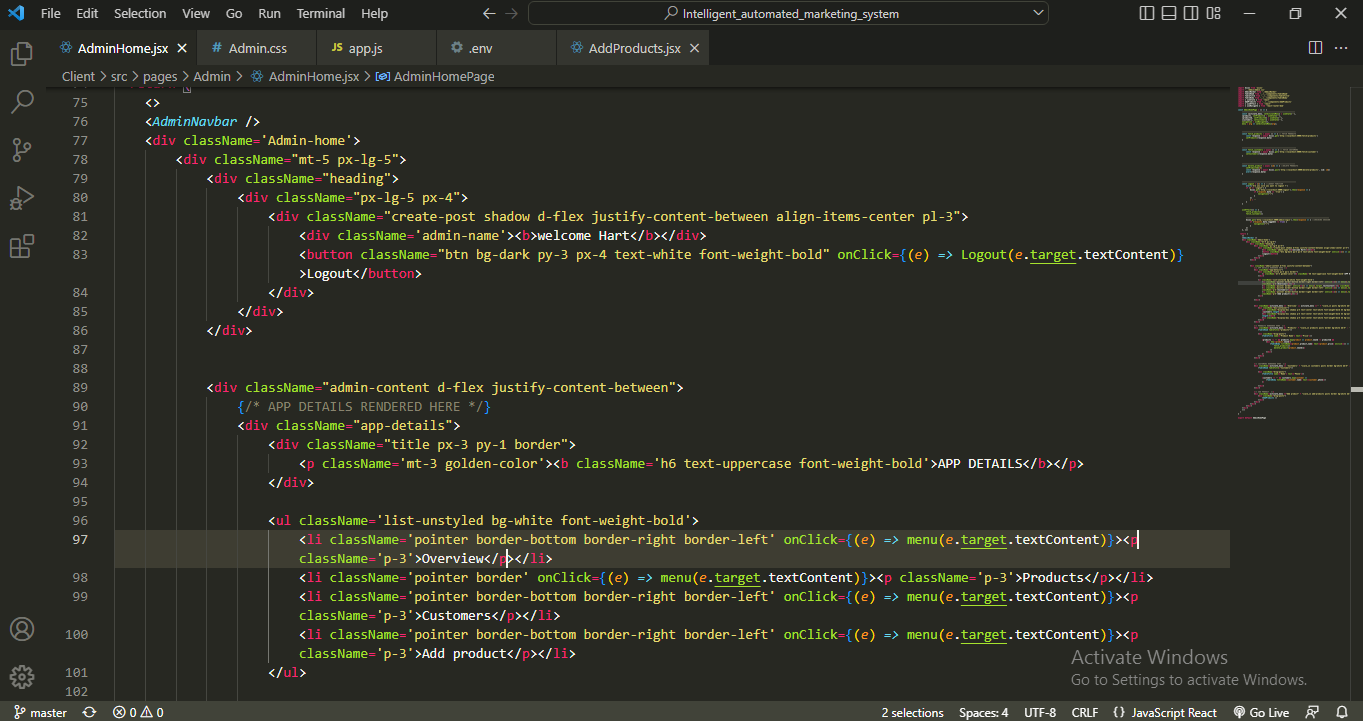 File Edit Selection View Go Run Terminal Help Intelligent_automated_marketing_system
AdminHome.jsx # Admin.css JS app.js .env AddProducts.jsx
Client > src > pages > Admin > AdminHome.jsx > AdminHomePage
75 <>
76 <AdminNavbar />
77 <div className='Admin-home'>
78 <div className="mt-5 px-lg-5">
79 <div className="heading">
80 <div className="px-lg-5 px-4">
81 <div className="create-post shadow d-flex justify-content-between align-items-center pl-3">
82 <div className='admin-name'><b>welcome Hart</b></div>
83 <button className="btn bg-dark py-3 px-4 text-white font-weight-bold" onClick={(e) => Logout(e.target.textContent)}
>Logout</button>
84 </div>
85 </div>
86 </div>
87
88
89 <div className="admin-content d-flex justify-content-between">
90 {/* APP DETAILS RENDERED HERE */}
91 <div className="app-details">
92 <div className="title px-3 py-1 border">
93 <p className='mt-3 golden-color'><b className='h6 text-uppercase font-weight-bold'>APP DETAILS</b></p>
94 </div>
95
96 <ul className='list-unstyled bg-white font-weight-bold'>
97 <li className='pointer border-bottom border-right border-left' onClick={(e) => menu(e.target.textContent)}><p
className='p-3'>Overview</p></li>
98 <li className='pointer border' onClick={(e) => menu(e.target.textContent)}><p className='p-3'>Products</p></li>
99 <li className='pointer border-bottom border-right border-left' onClick={(e) => menu(e.target.textContent)}><p
className='p-3'>Customers</p></li>
100 <li className='pointer border-bottom border-right border-left' onClick={(e) => menu(e.target.textContent)}><p
className='p-3'>Add product</p></li>
101 </ul>
102
Activate Windows
Go to Settings to activate Windows.
master 0 0 2 selections Spaces: 4 UTF-8 CRLF {} JavaScript React Go Live